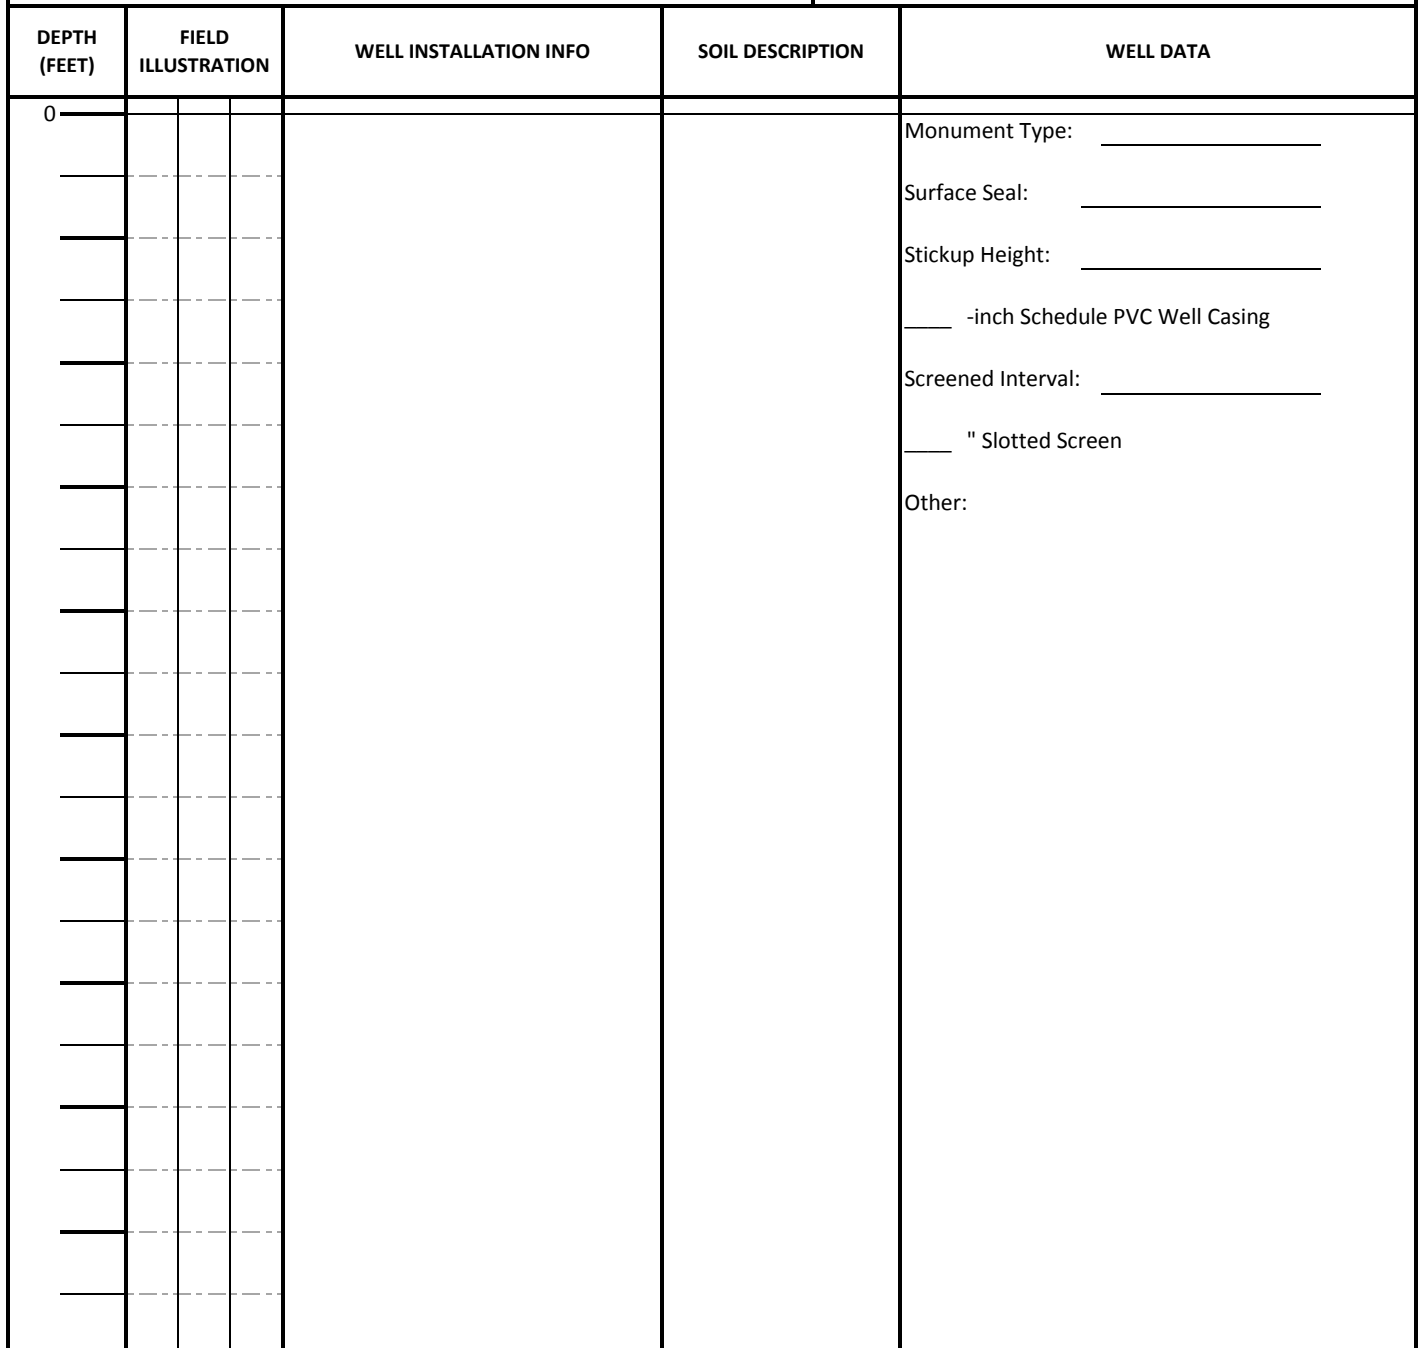 DEPTH
(FEET)
FIELD
ILLUSTRATION
WELL INSTALLATION INFO
SOIL DESCRIPTION
WELL DATA
0
Monument Type:
Surface Seal:
Stickup Height:
____ -inch Schedule PVC Well Casing
Screened Interval:
____ " Slotted Screen
Other: